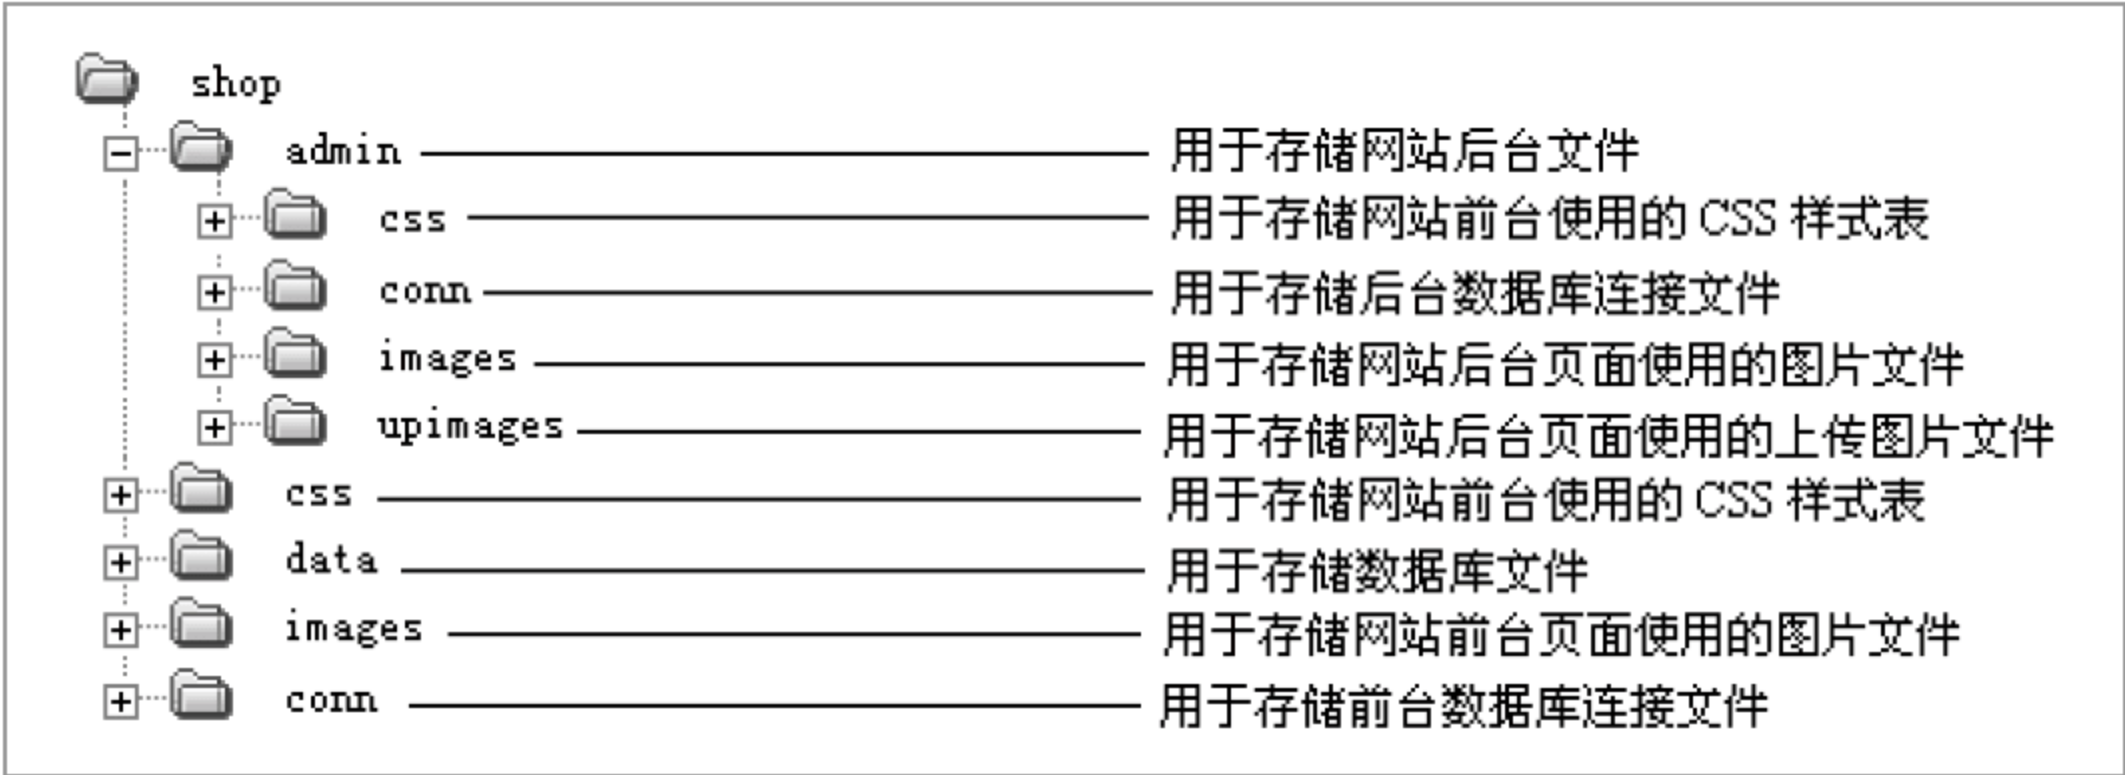 shop
admin 用于存储网站后台文件
css 用于存储网站前台使用的 CSS 样式表
conn 用于存储后台数据库连接文件
images 用于存储网站后台页面使用的图片文件
upimages 用于存储网站后台页面使用的上传图片文件
css 用于存储网站前台使用的 CSS 样式表
data 用于存储数据库文件
images 用于存储网站前台页面使用的图片文件
conn 用于存储前台数据库连接文件